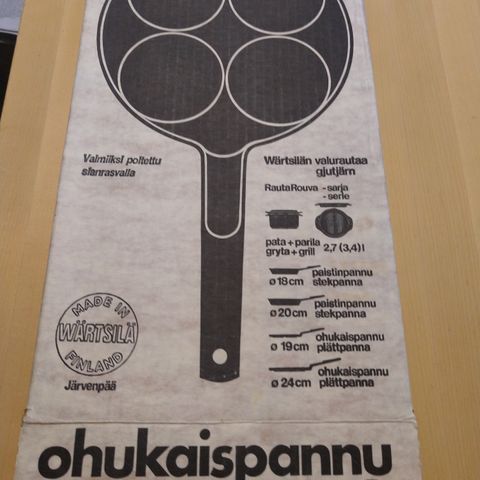 Valmiiksi poltettu
sianrasvalla
Wärtsilän valurautaa
gjutjärn
RautaRouva -sarja
-serie
pata + parila
gryta + grill 2,7 (3,4) l
ø 18 cm paistinpannu
stekpanna
ø 20 cm paistinpannu
stekpanna
ø 19 cm ohukaispannu
plättpanna
ø 24 cm ohukaispannu
plättpanna
MADE IN
WÄRTSILÄ
FINLAND
Järvenpää
ohukaispannu